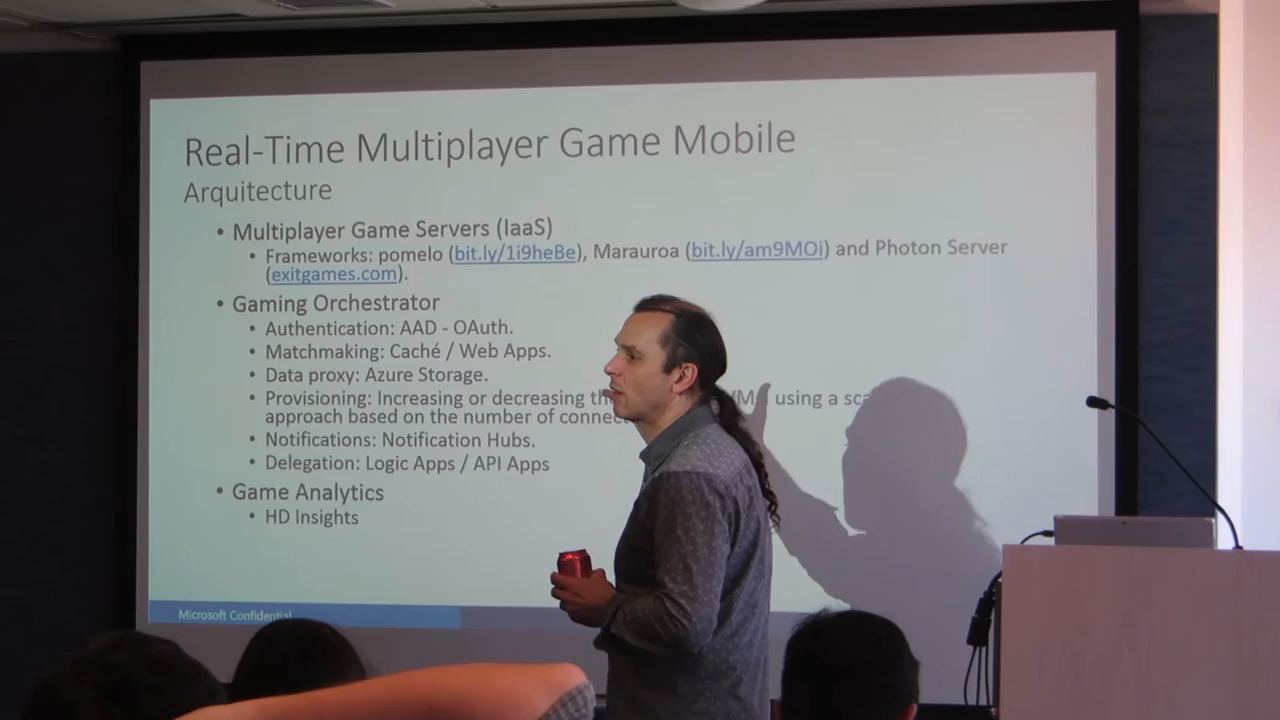 Real-Time Multiplayer Game Mobile
Arquitecture
• Multiplayer Game Servers (IaaS)
• Frameworks: pomelo (bit.ly/1i9heBe), Marauroa (bit.ly/am9MOi) and Photon Server
(exitgames.com).
• Gaming Orchestrator
• Authentication: AAD - OAuth.
• Matchmaking: Caché / Web Apps.
• Data proxy: Azure Storage.
• Provisioning: Increasing or decreasing using a
approach based on the number of
• Notifications: Notification Hubs.
• Delegation: Logic Apps / API Apps
• Game Analytics
• HD Insights
Microsoft Confidential